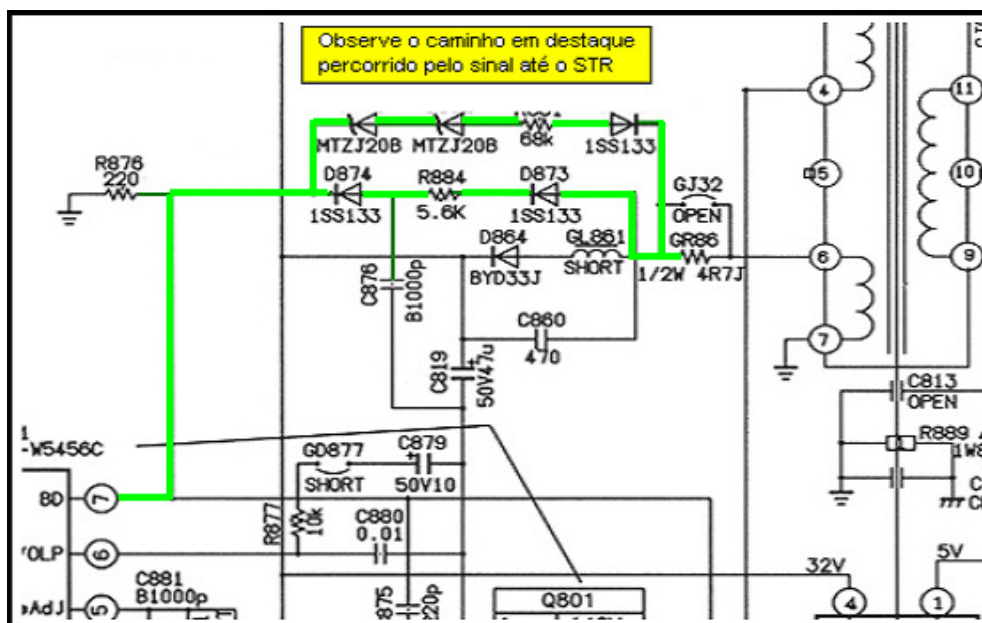 Observe o caminho em destaque
percorrido pelo sinal até o STR
MTZJ20B
MTZJ20B
68k
1SS133
R876
220
D874
1SS133
R884
5.6K
D873
1SS133
GJ32
OPEN
D864
BYD33J
GL861
SHORT
GR86
1/2W 4R7J
C876
B1000p
C860
470
C819
50V47u
+
4
5
6
7
11
10
9
C813
OPEN
R889
1W
-W5456C
GD877
SHORT
C879
+
50V10
R877
10k
C880
0.01
BD
7
OLP
6
AdJ
5
C881
B1000p
Q801
32V
5V
4
1